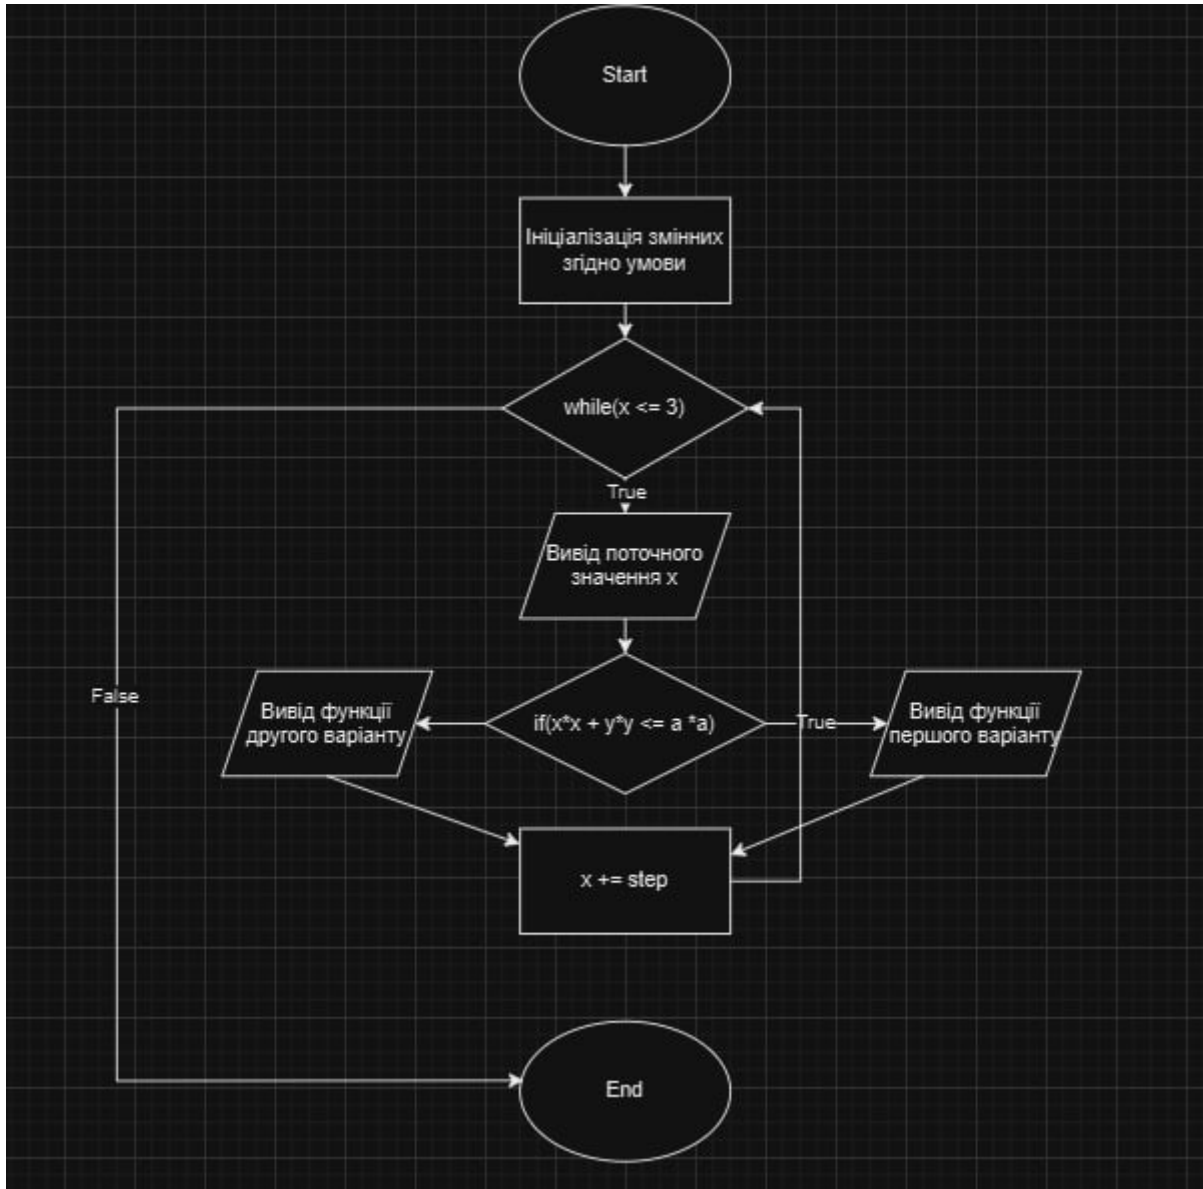 Start
Ініціалізація змінних
згідно умови
while(x <= 3)
True
Вивід поточного
значення x
False
Вивід функції
другого варіанту
if(x*x + y*y <= a *a)
True
Вивід функції
першого варіанту
x += step
End